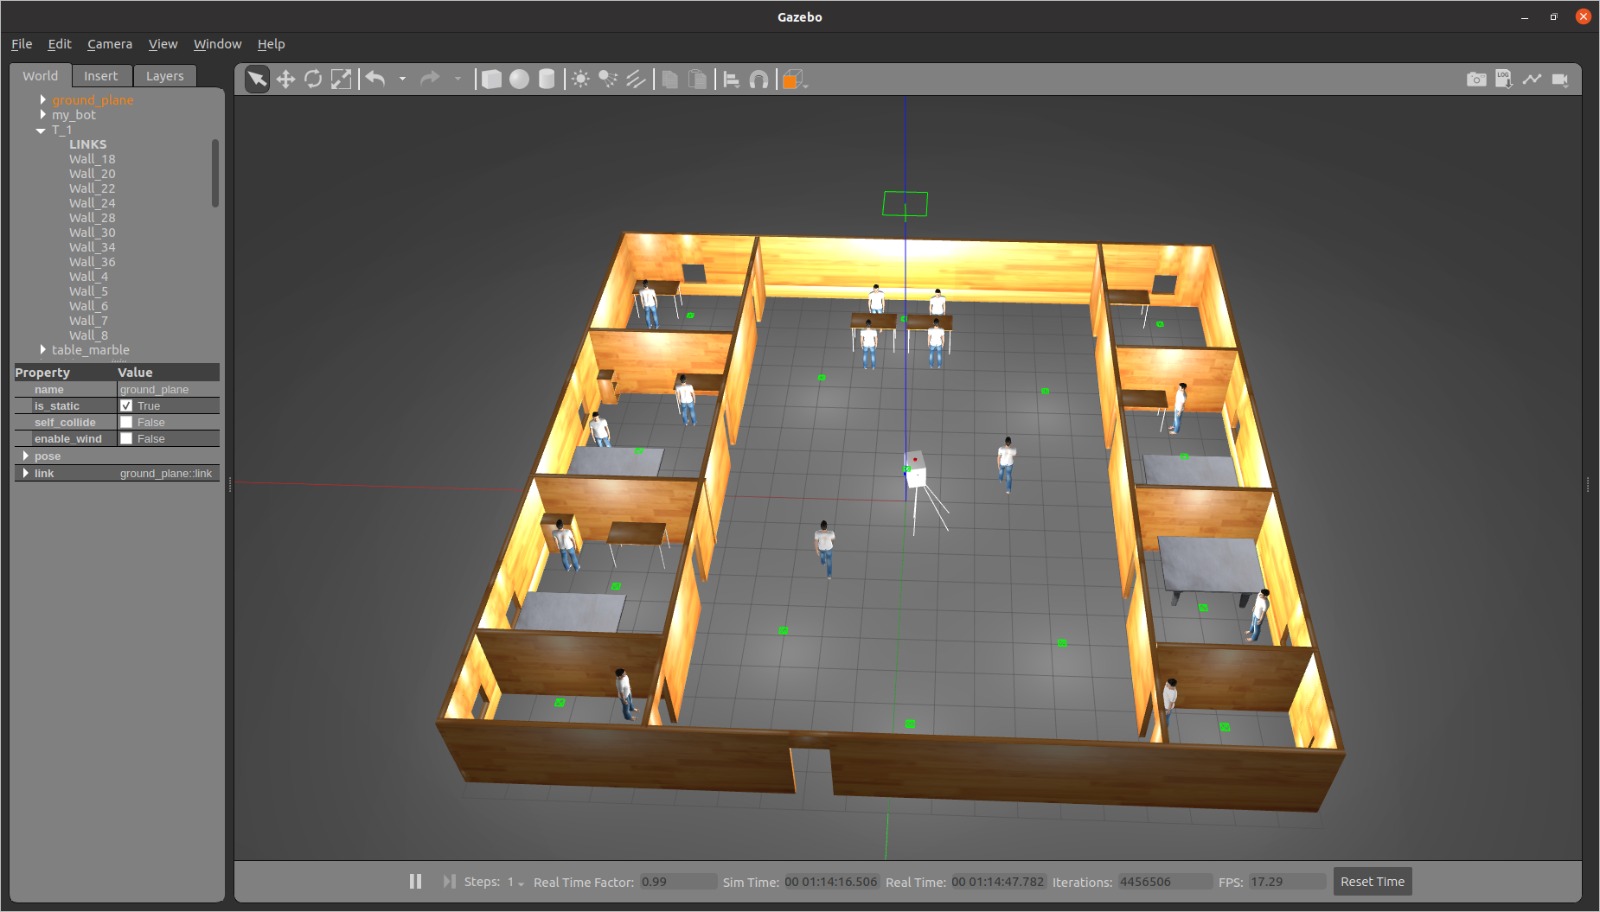 Gazebo
File Edit Camera View Window Help
World Insert Layers
ground_plane
my_bot
T_1
LINKS
Wall_18
Wall_20
Wall_22
Wall_24
Wall_28
Wall_30
Wall_34
Wall_36
Wall_4
Wall_5
Wall_6
Wall_7
Wall_8
table_marble
Property Value
name ground_plane
is_static True
self_collide False
enable_wind False
pose
link ground_plane::link
LOG
Steps: 1 Real Time Factor: 0.99 Sim Time: 00 01:14:16.506 Real Time: 00 01:14:47.782 Iterations: 4456506 FPS: 17.29 Reset Time